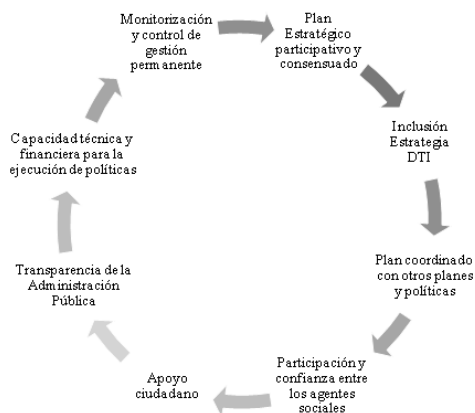 Plan
Estratégico
participativo y
consensuado
Inclusión
Estrategia
DTI
Plan coordinado
con otros planes
y políticas
Participación y
confianza entre
los agentes
sociales
Apoyo
ciudadano
Transparencia de la
Administración
Pública
Capacidad técnica y
financiera para la
ejecución de políticas
Monitorización
y control de
gestión
permanente